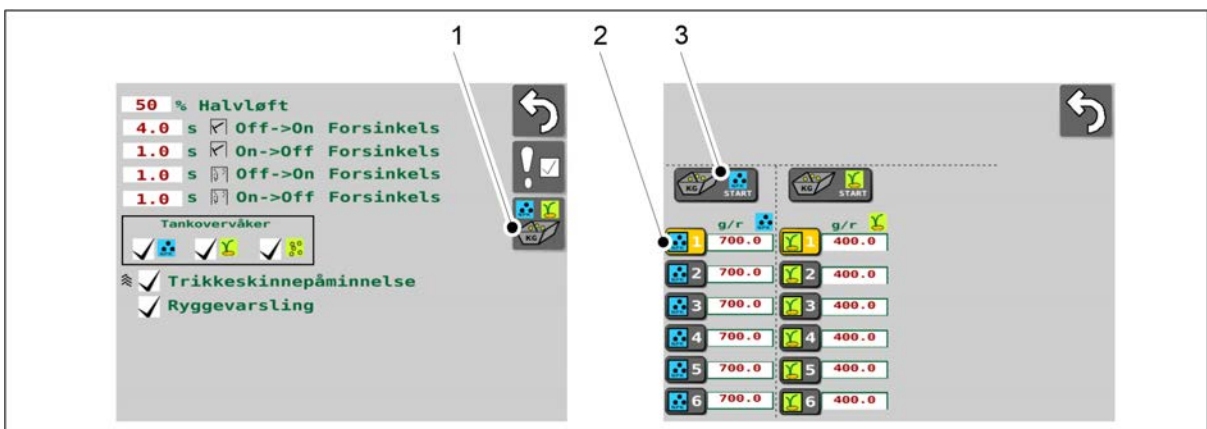 1
2
3
50 % Halvløft
4.0 s Off->On Forsinkels
1.0 s On->Off Forsinkels
1.0 s Off->On Forsinkels
1.0 s On->Off Forsinkels
Tankovervåker
KG
Trikkeskinnepåminnelse
Ryggevarsling
KG START
KG START
g/r
g/r
1 700.0 1 400.0
2 700.0 2 400.0
3 700.0 3 400.0
4 700.0 4 400.0
5 700.0 5 400.0
6 700.0 6 400.0